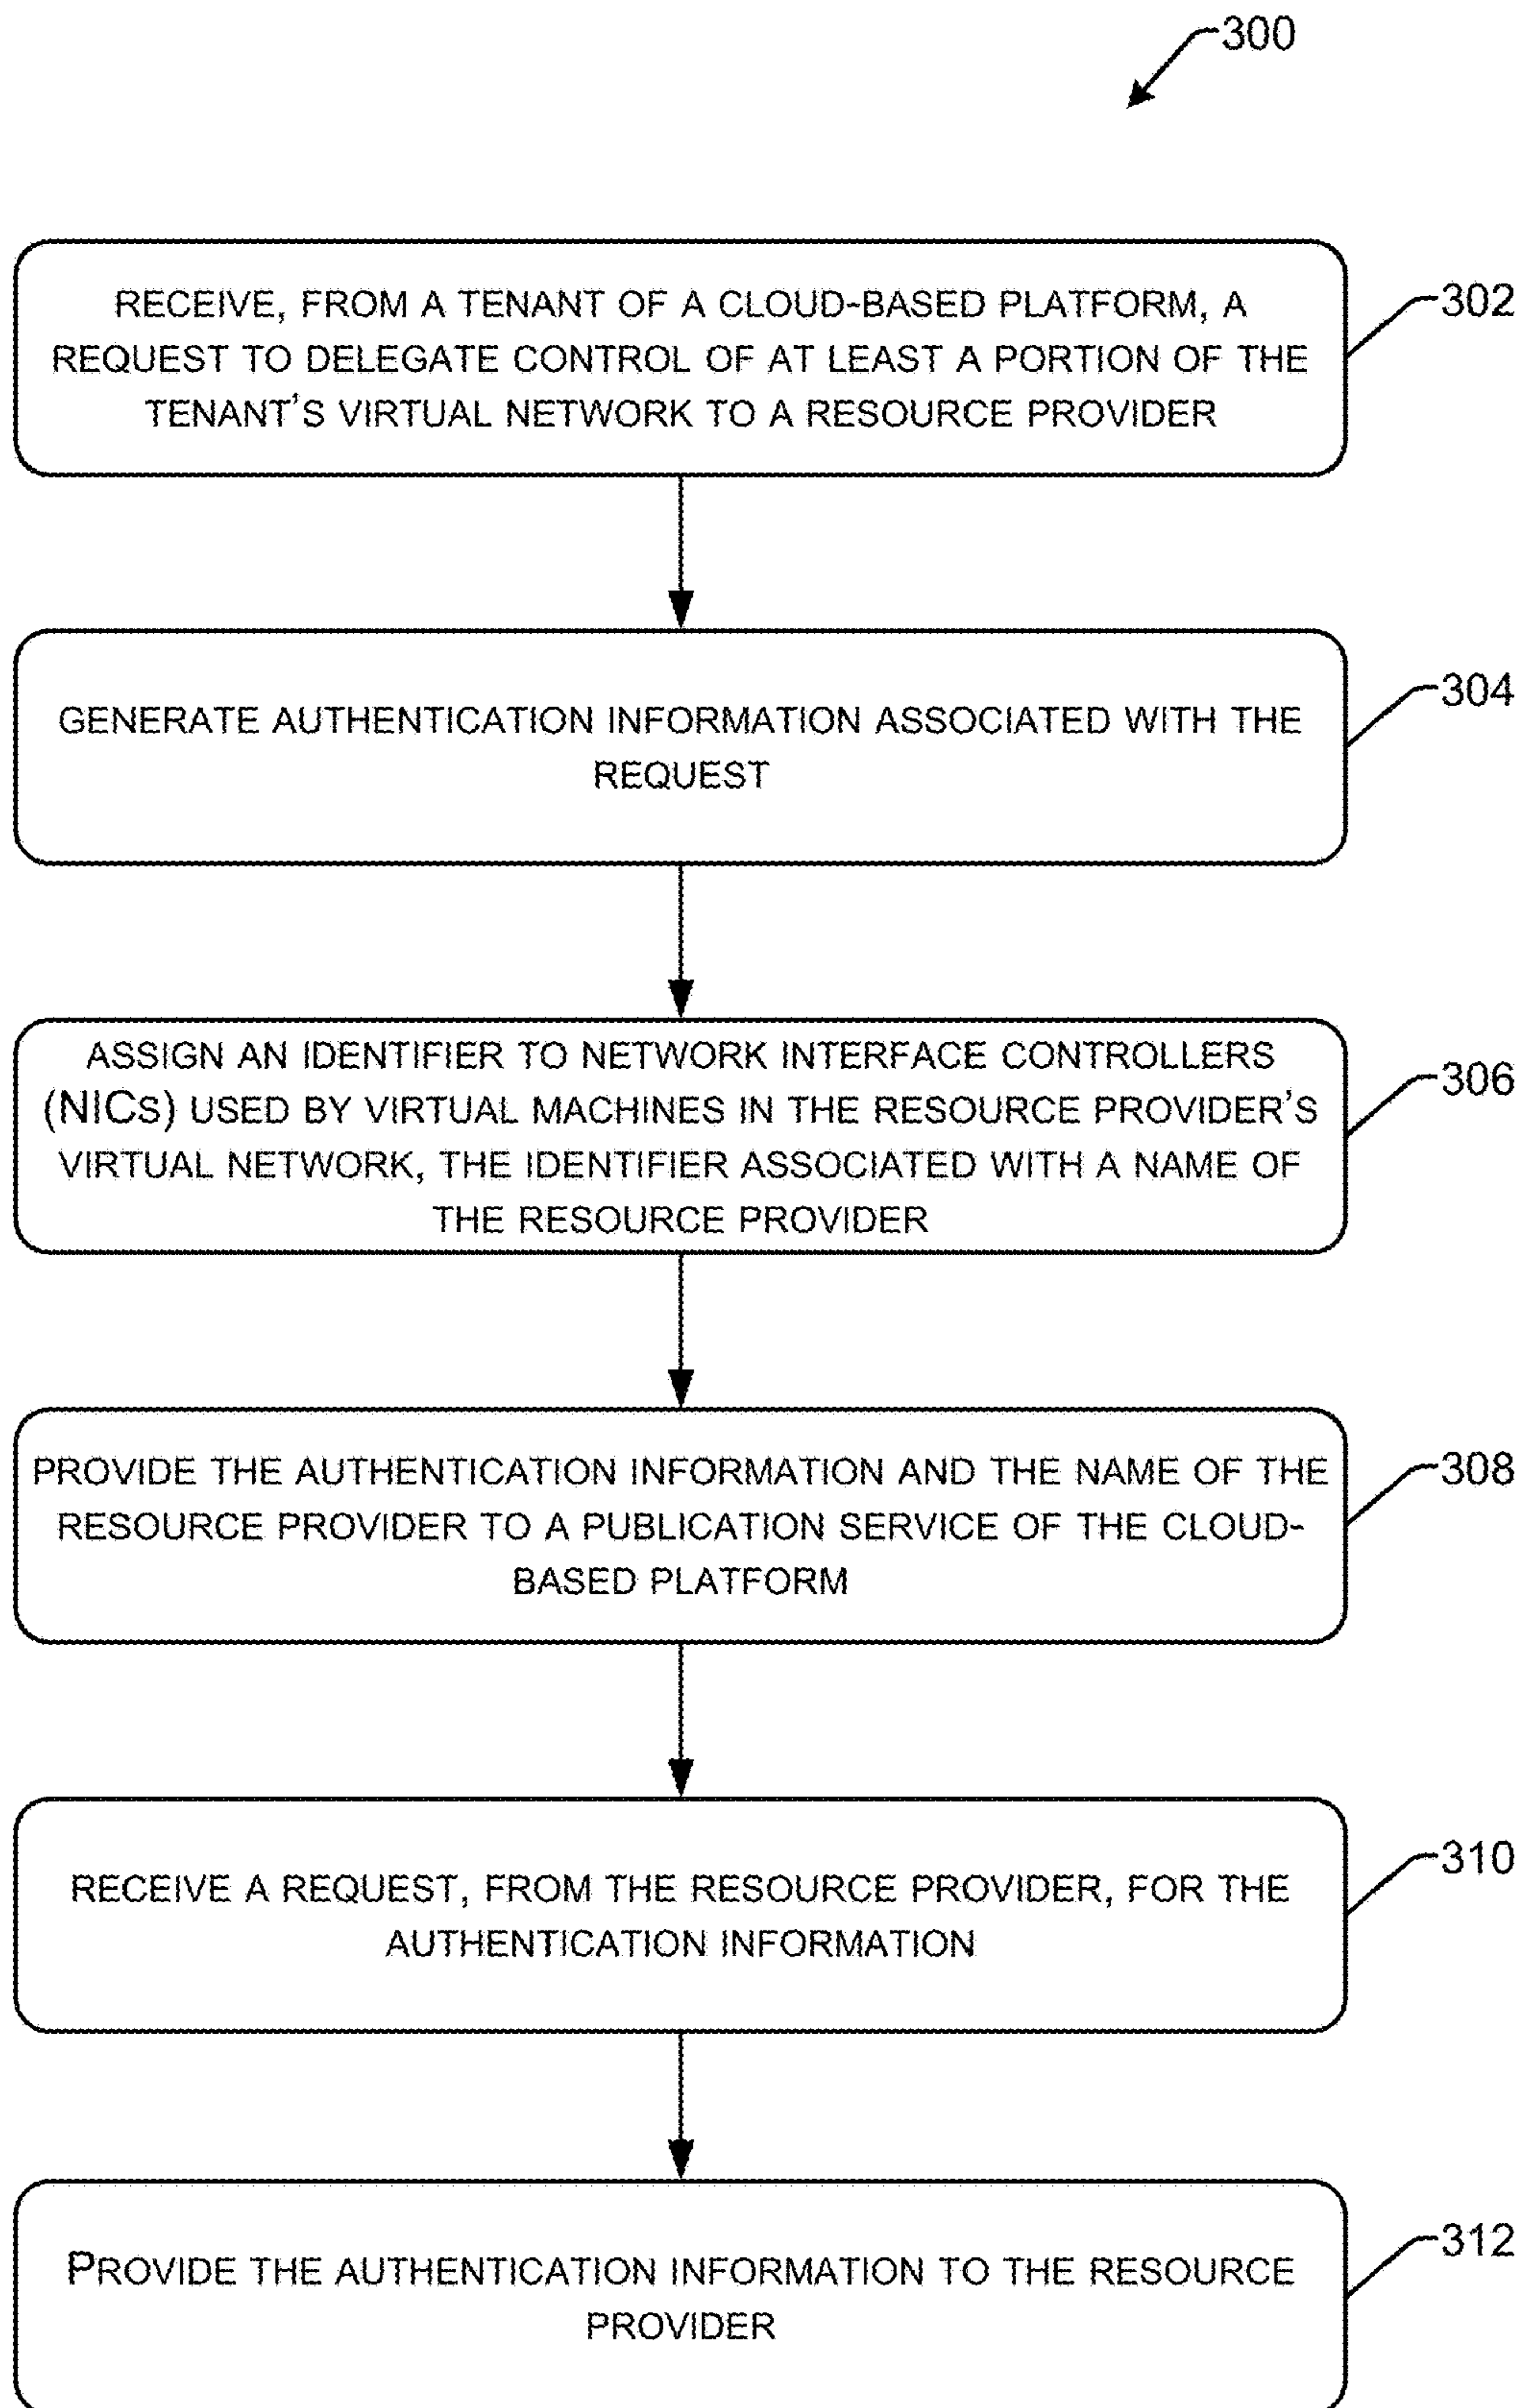 300
RECEIVE, FROM A TENANT OF A CLOUD-BASED PLATFORM, A
REQUEST TO DELEGATE CONTROL OF AT LEAST A PORTION OF THE
TENANT'S VIRTUAL NETWORK TO A RESOURCE PROVIDER
302
GENERATE AUTHENTICATION INFORMATION ASSOCIATED WITH THE
REQUEST
304
ASSIGN AN IDENTIFIER TO NETWORK INTERFACE CONTROLLERS
(NICS) USED BY VIRTUAL MACHINES IN THE RESOURCE PROVIDER'S
VIRTUAL NETWORK, THE IDENTIFIER ASSOCIATED WITH A NAME OF
THE RESOURCE PROVIDER
306
PROVIDE THE AUTHENTICATION INFORMATION AND THE NAME OF THE
RESOURCE PROVIDER TO A PUBLICATION SERVICE OF THE CLOUD-
BASED PLATFORM
308
RECEIVE A REQUEST, FROM THE RESOURCE PROVIDER, FOR THE
AUTHENTICATION INFORMATION
310
PROVIDE THE AUTHENTICATION INFORMATION TO THE RESOURCE
PROVIDER
312